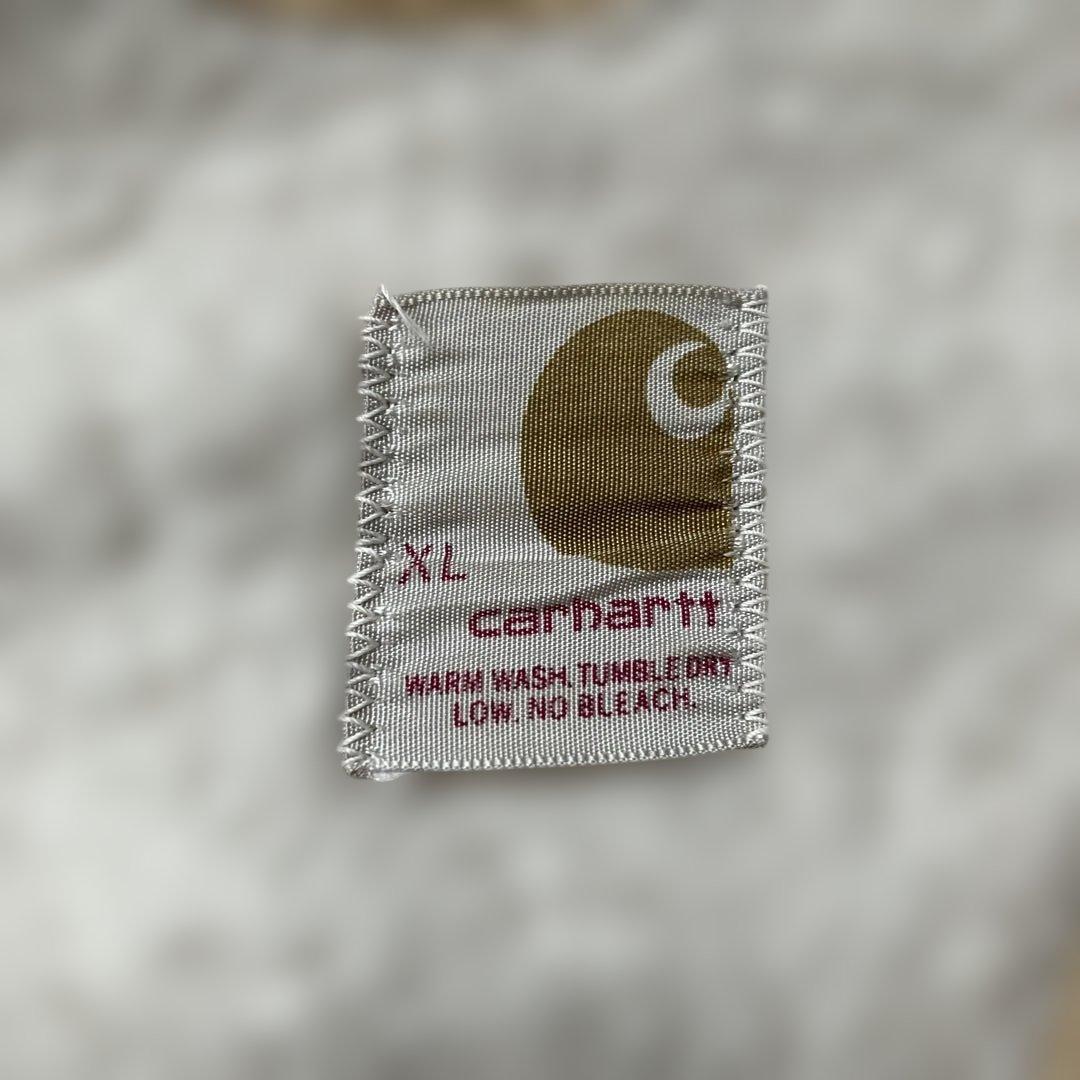 XL
carhartt
WARM WASH. TUMBLE DRY
LOW. NO BLEACH.